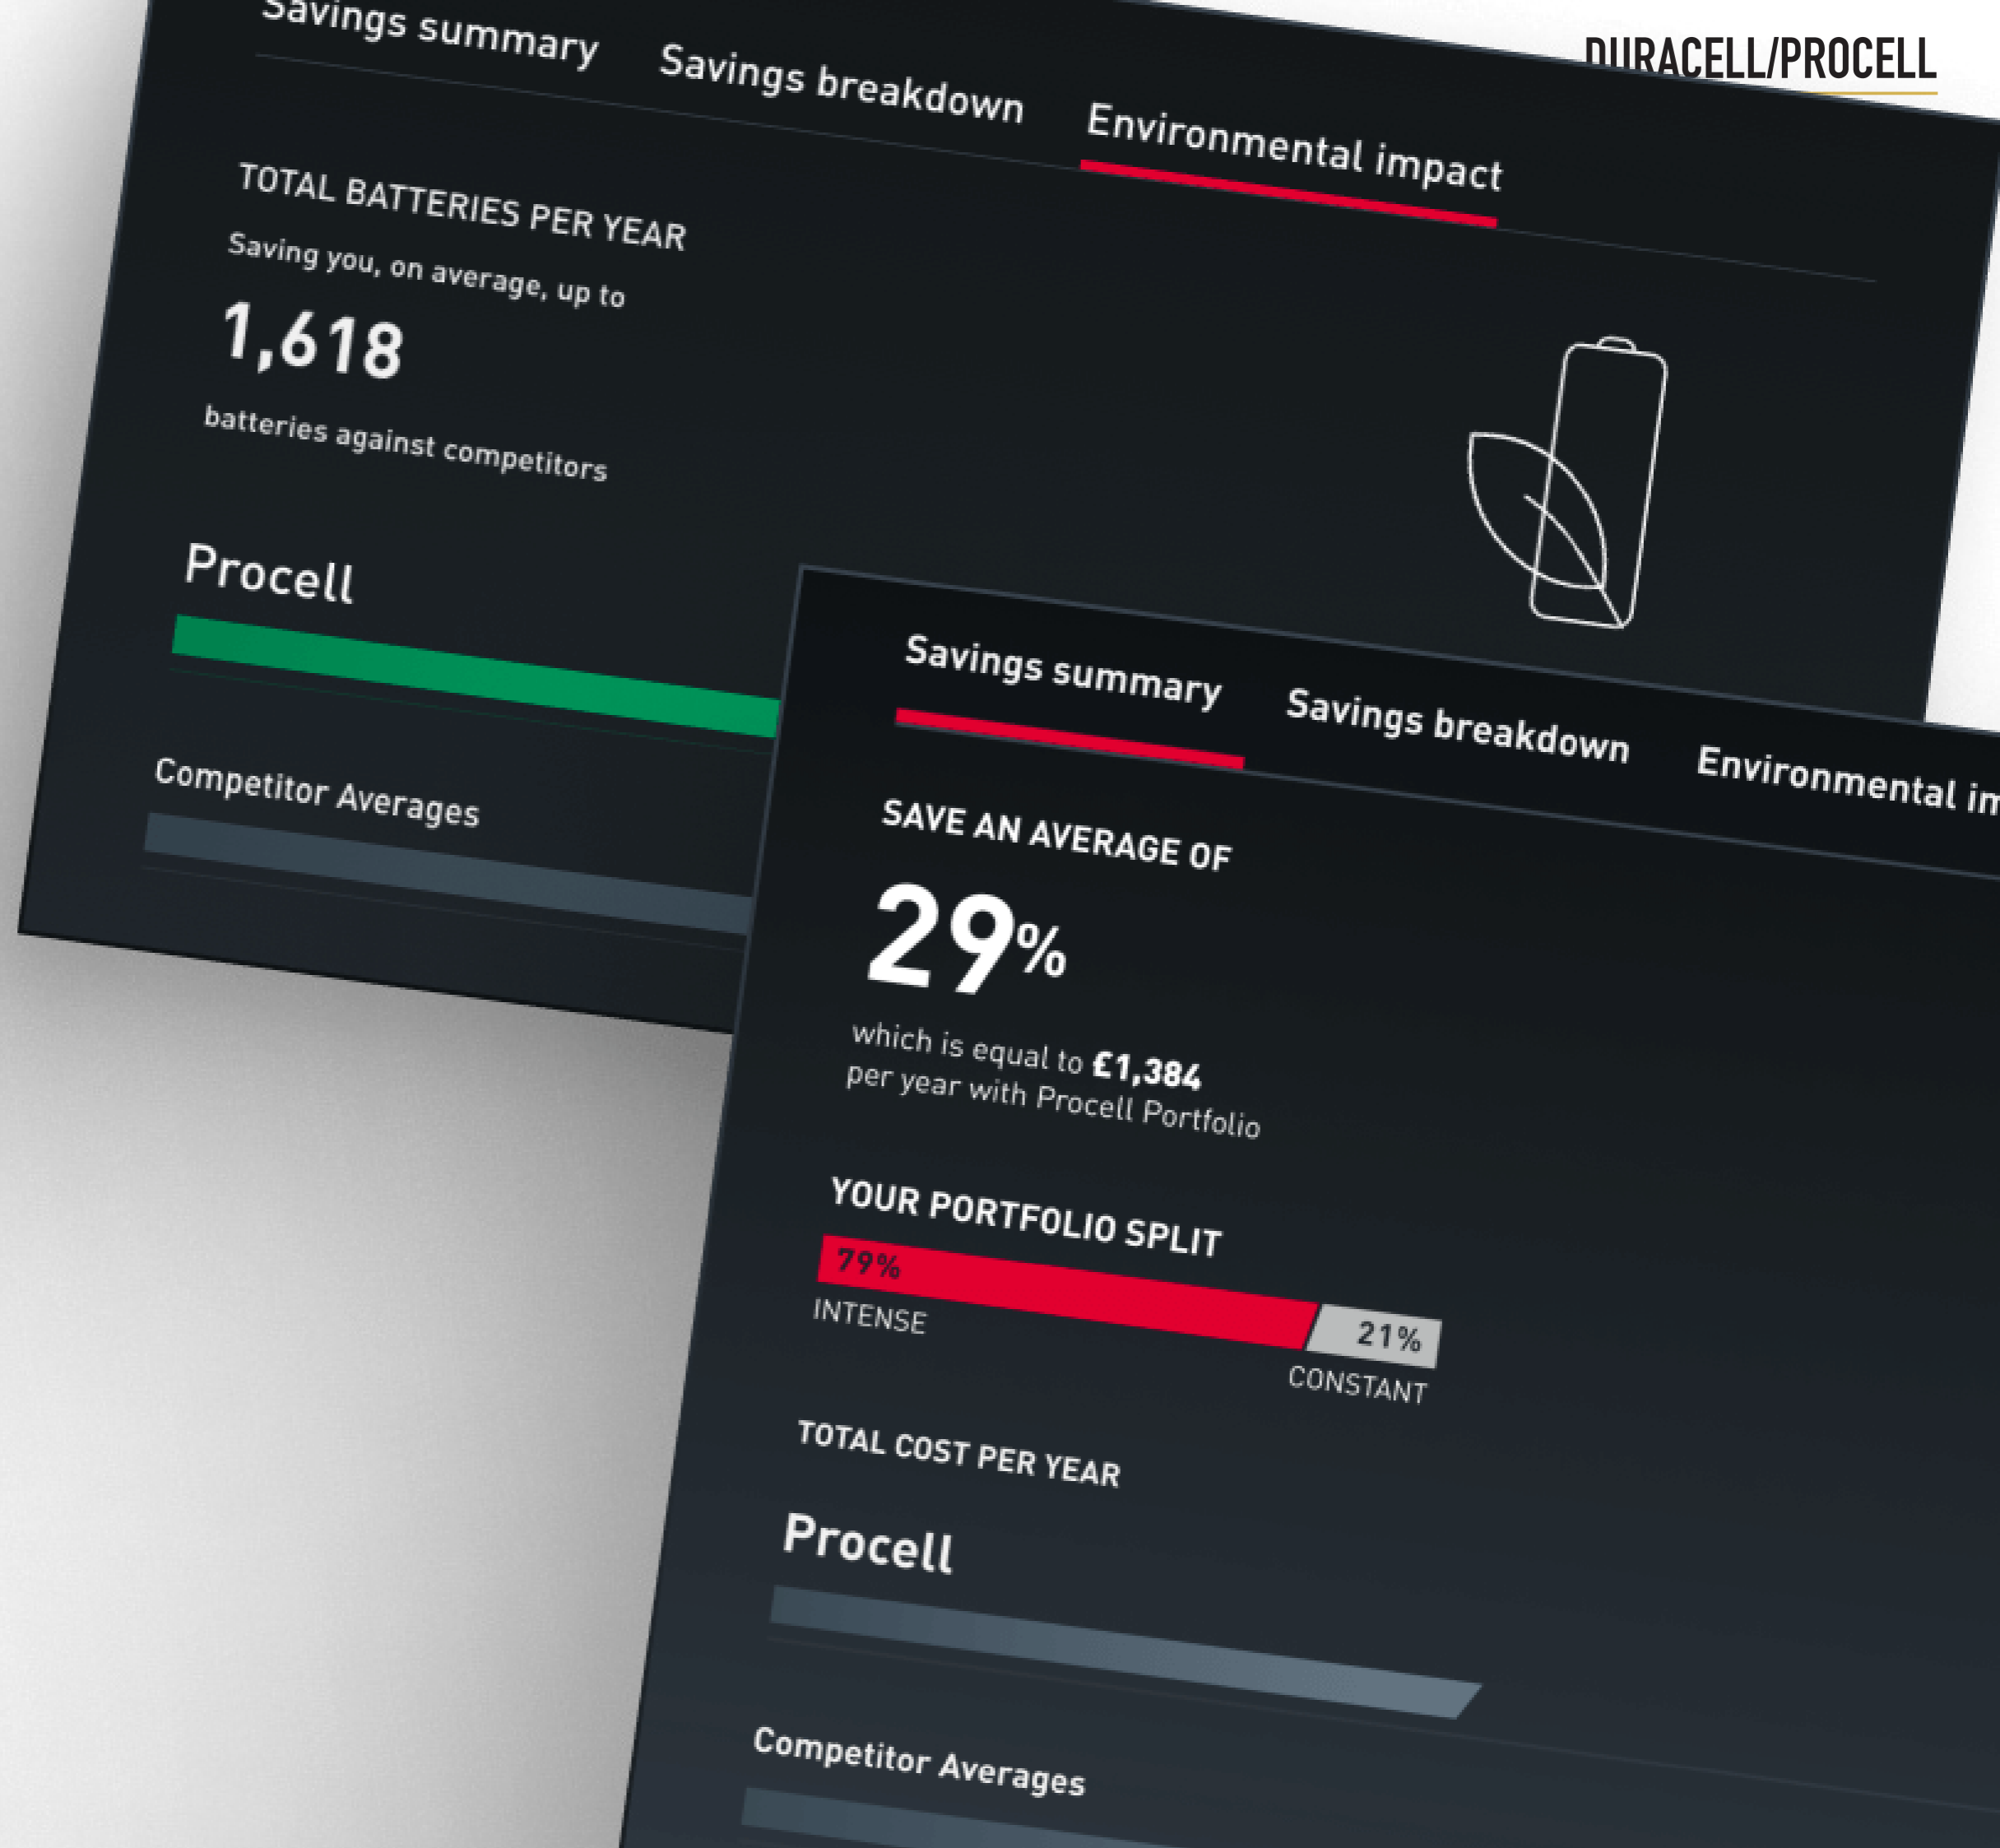 DURACELL/PROCELL
Savings summary
Savings breakdown
Environmental impact
TOTAL BATTERIES PER YEAR
Saving you, on average, up to
1,618
batteries against competitors
Procell
Competitor Averages
Savings summary
Savings breakdown
Environmental im
SAVE AN AVERAGE OF
29%
which is equal to £1,384
per year with Procell Portfolio
YOUR PORTFOLIO SPLIT
79%
21%
INTENSE
CONSTANT
TOTAL COST PER YEAR
Procell
Competitor Averages